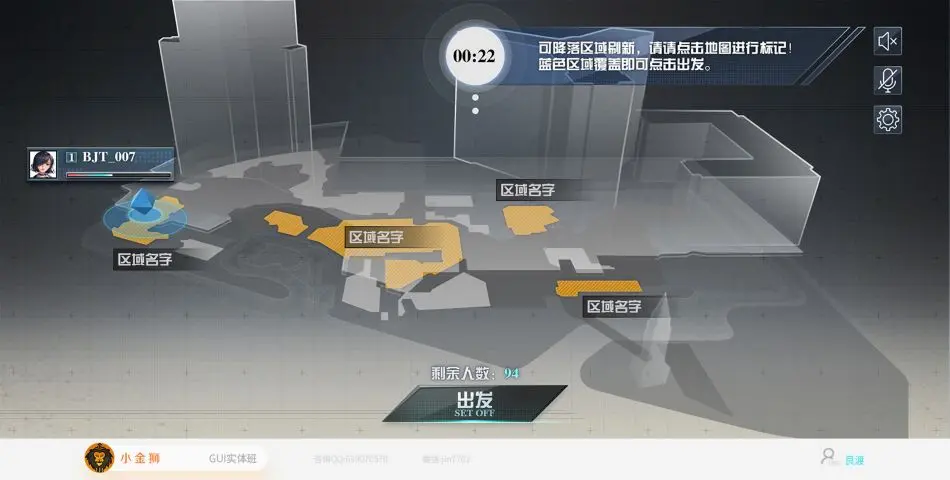 00:22
可降落区域刷新，请请点击地图进行标记！
蓝色区域覆盖即可点击出发。
1 BJT_007
区域名字
区域名字
区域名字
区域名字
剩余人数：94
出发
SET OFF
小金狮
GUI实体班
良渡